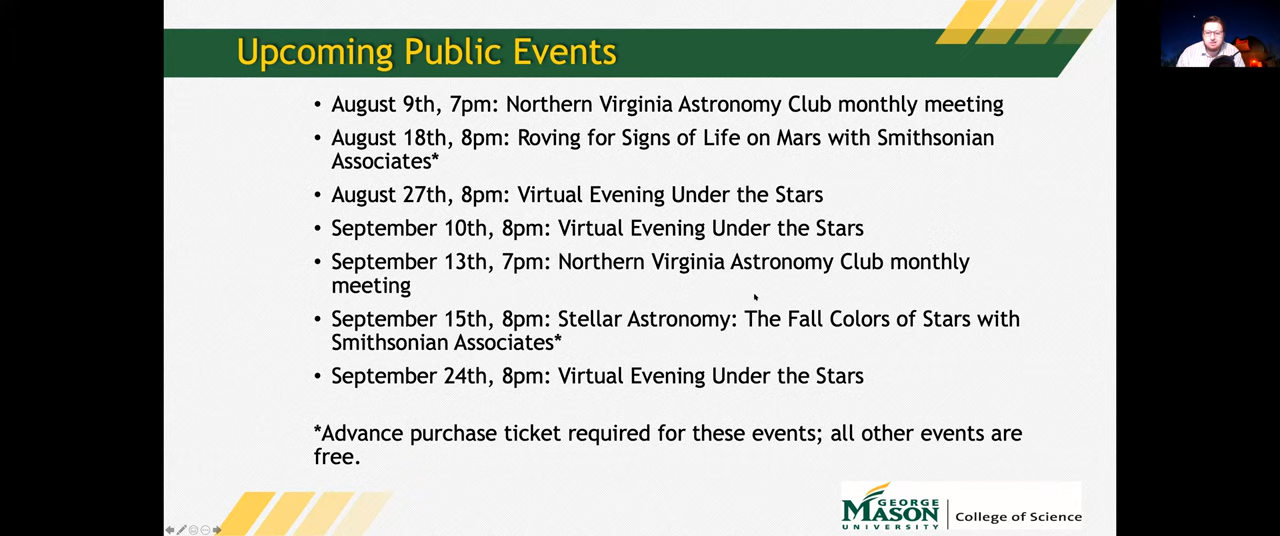 Upcoming Public Events
• August 9th, 7pm: Northern Virginia Astronomy Club monthly meeting
• August 18th, 8pm: Roving for Signs of Life on Mars with Smithsonian
Associates*
• August 27th, 8pm: Virtual Evening Under the Stars
• September 10th, 8pm: Virtual Evening Under the Stars
• September 13th, 7pm: Northern Virginia Astronomy Club monthly
meeting
• September 15th, 8pm: Stellar Astronomy: The Fall Colors of Stars with
Smithsonian Associates*
• September 24th, 8pm: Virtual Evening Under the Stars
*Advance purchase ticket required for these events; all other events are
free.
GEORGE
MASON
UNIVERSITY
College of Science